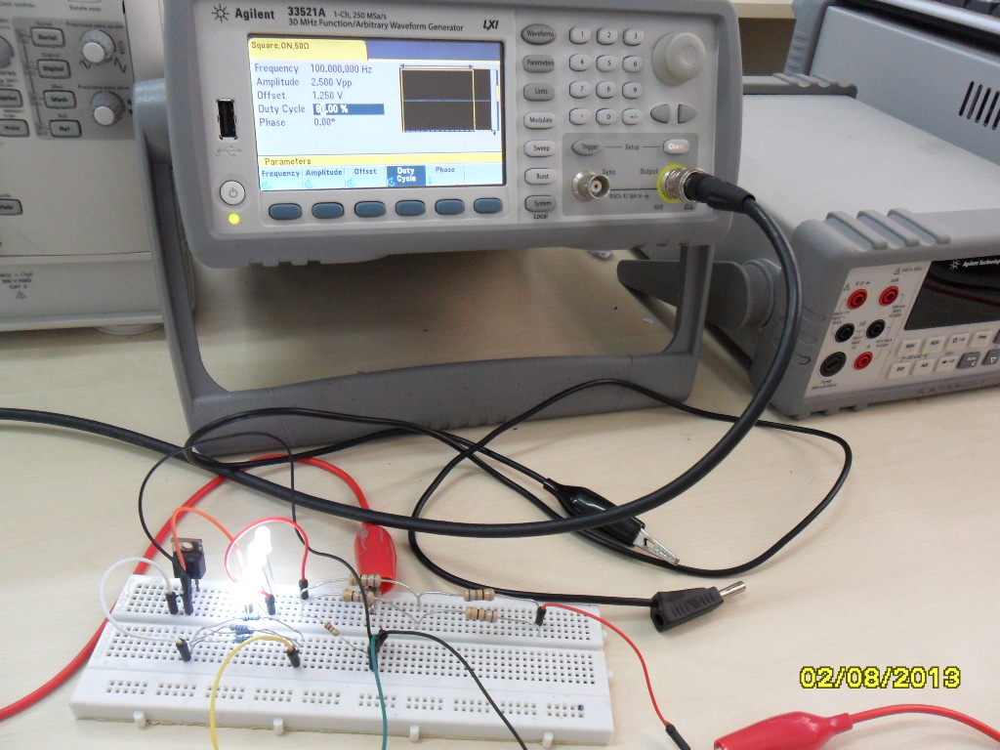 Agilent 33521A 1-Ch, 250 MSa/s
30 MHz Function/Arbitrary Waveform Generator LXI
Square,ON,50Ω
Frequency 100.000,000 Hz
Amplitude 2.500 Vpp
Offset 1.250 V
Duty Cycle 80.00 %
Phase 0.00°
Parameters
Frequency Amplitude Offset Duty Cycle Phase
Waveforms
1 2 3
Parameters
4 5 6
Units
7 8 9
Modulate
. 0 +/-
Sweep
Trigger Setup
Burst
Sync Output
System
Local
Serial
Digital
Math
Print
Ref
Agilent Technologies
02/08/2013